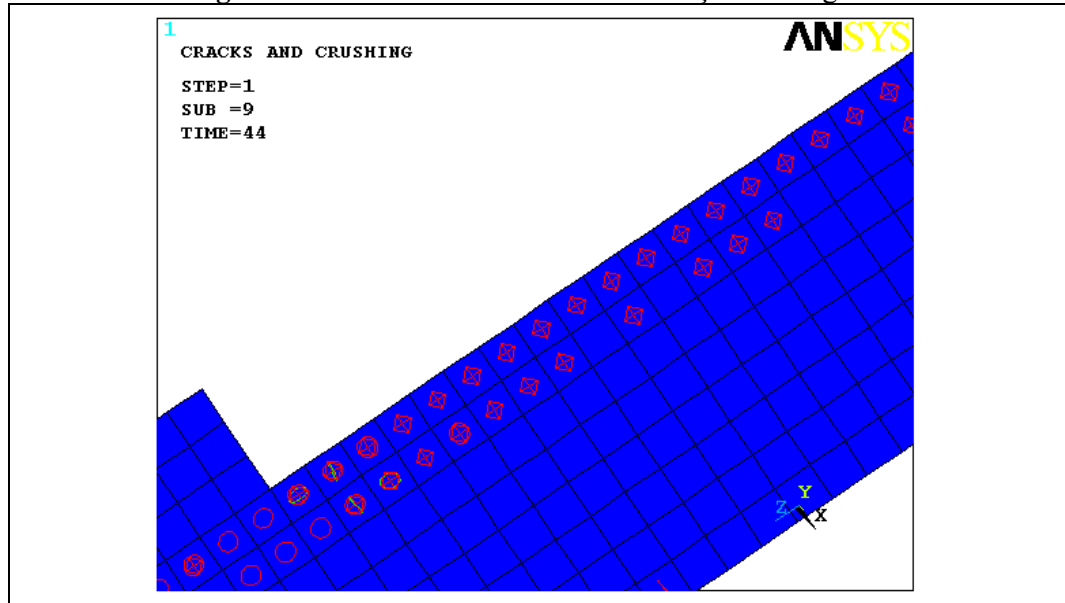 1
ANSYS
CRACKS AND CRUSHING
STEP=1
SUB =9
TIME=44
Y
Z
X